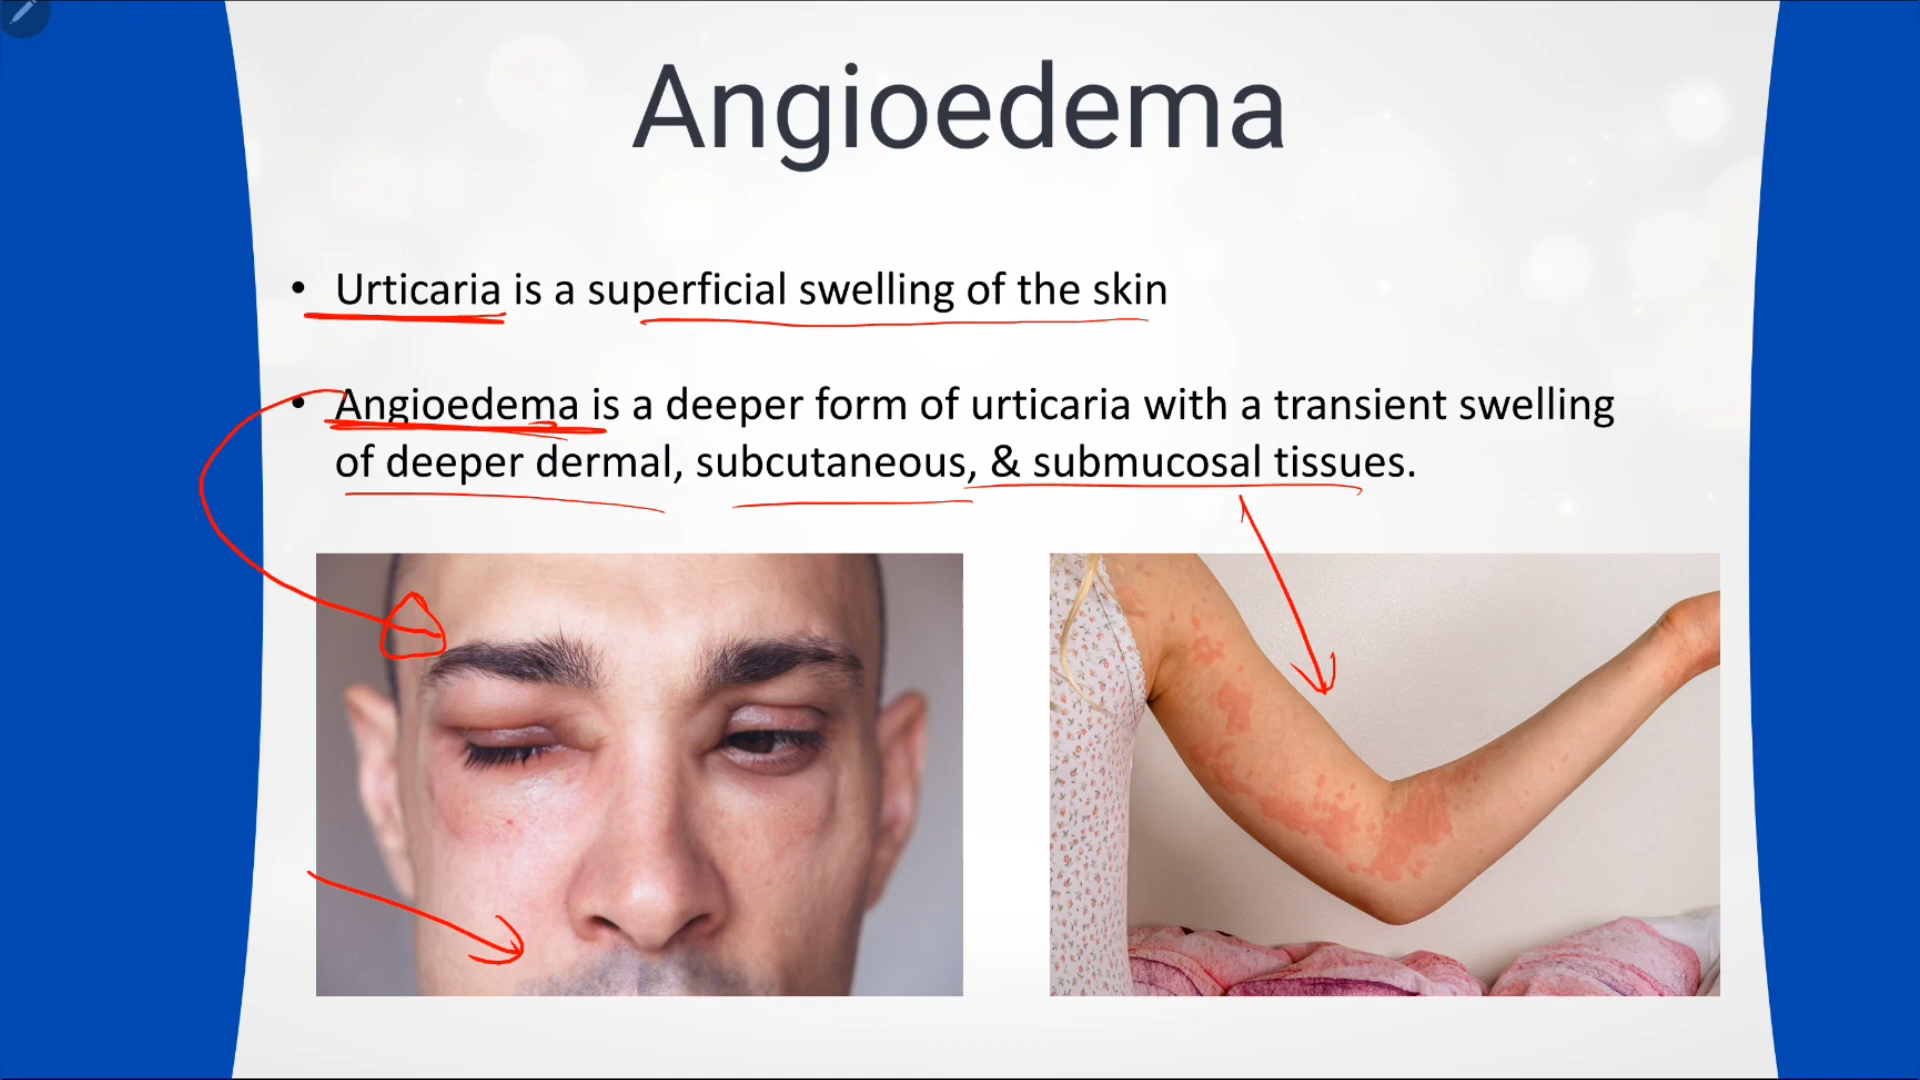 Angioedema
• Urticaria is a superficial swelling of the skin
• Angioedema is a deeper form of urticaria with a transient swelling
of deeper dermal, subcutaneous, & submucosal tissues.